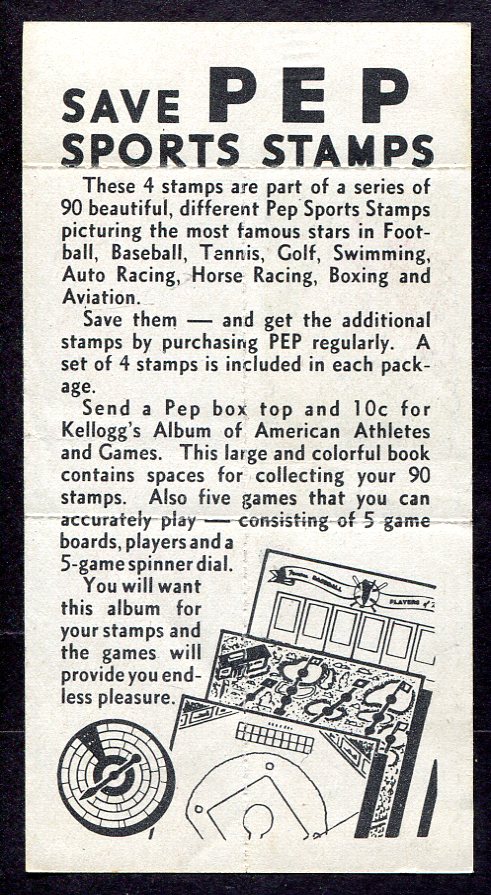 SAVE PEP
SPORTS STAMPS
These 4 stamps are part of a series of
90 beautiful, different Pep Sports Stamps
picturing the most famous stars in Foot-
ball, Baseball, Tennis, Golf, Swimming,
Auto Racing, Horse Racing, Boxing and
Aviation.
Save them — and get the additional
stamps by purchasing PEP regularly. A
set of 4 stamps is included in each pack-
age.
Send a Pep box top and 10c for
Kellogg's Album of American Athletes
and Games. This large and colorful book
contains spaces for collecting your 90
stamps. Also five games that you can
accurately play — consisting of 5 game
boards, players and a
5-game spinner dial.
You will want
this album for
your stamps and
the games will
provide you end-
less pleasure.
Famous BASEBALL
PLAYERS of